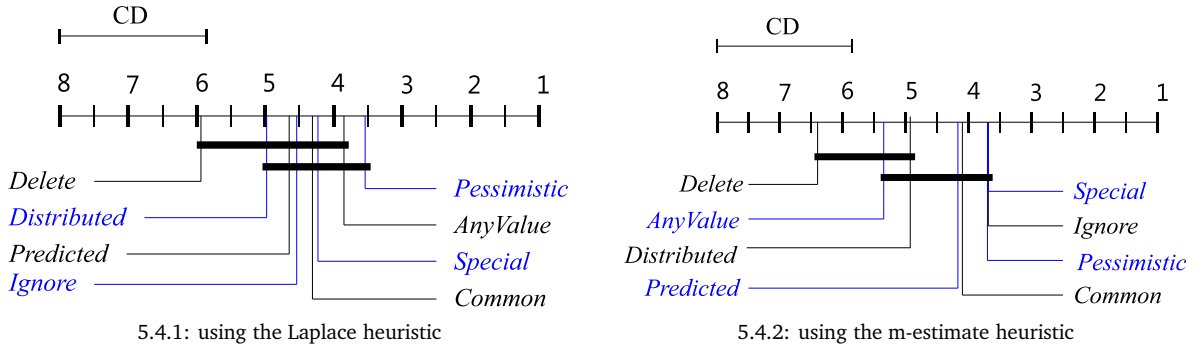 CD
8 7 6 5 4 3 2 1
Delete
Distributed
Predicted
Ignore
Pessimistic
AnyValue
Special
Common
5.4.1: using the Laplace heuristic
CD
8 7 6 5 4 3 2 1
Delete
AnyValue
Distributed
Predicted
Special
Ignore
Pessimistic
Common
5.4.2: using the m-estimate heuristic